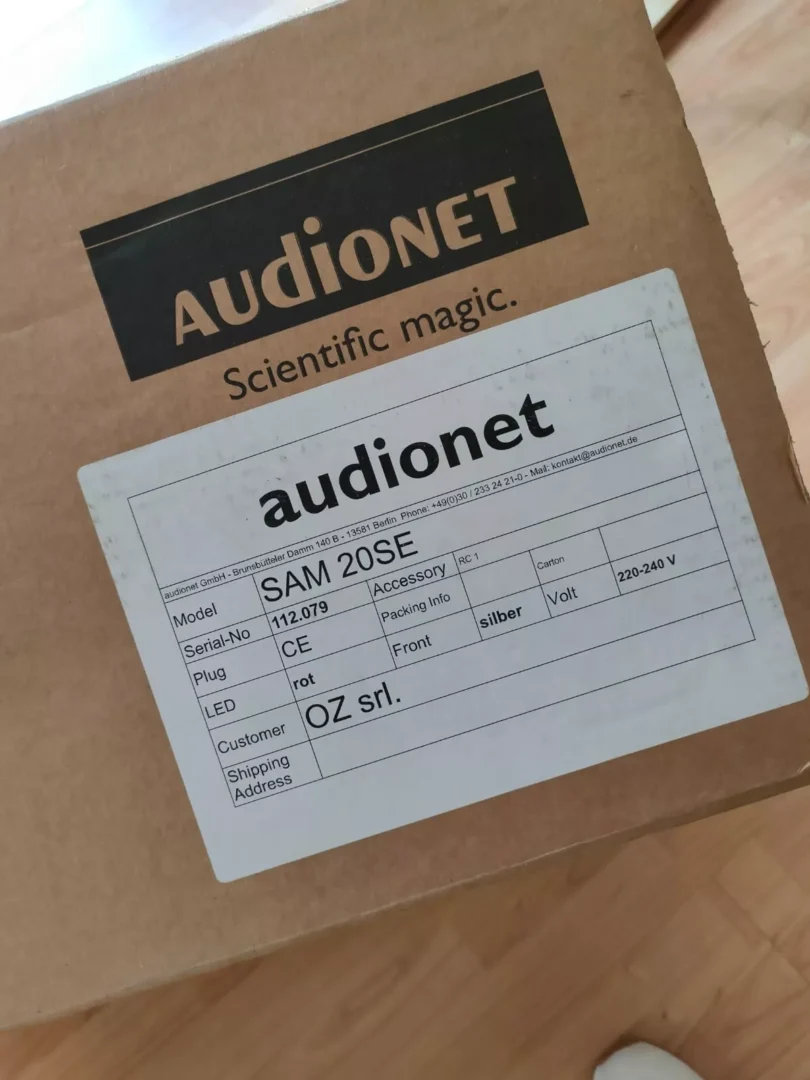 AUDIONET
Scientific magic.
audionet
audionet GmbH - Brunsbütteler Damm 140 B - 13581 Berlin Phone: +49(0)30 / 233 24 21-0 - Mail: kontakt@audionet.de
Model SAM 20SE
Serial-No 112.079 Accessory RC 1
Plug CE Packing Info Carton
LED rot Front silber Volt 220-240 V
Customer OZ srl.
Shipping
Address